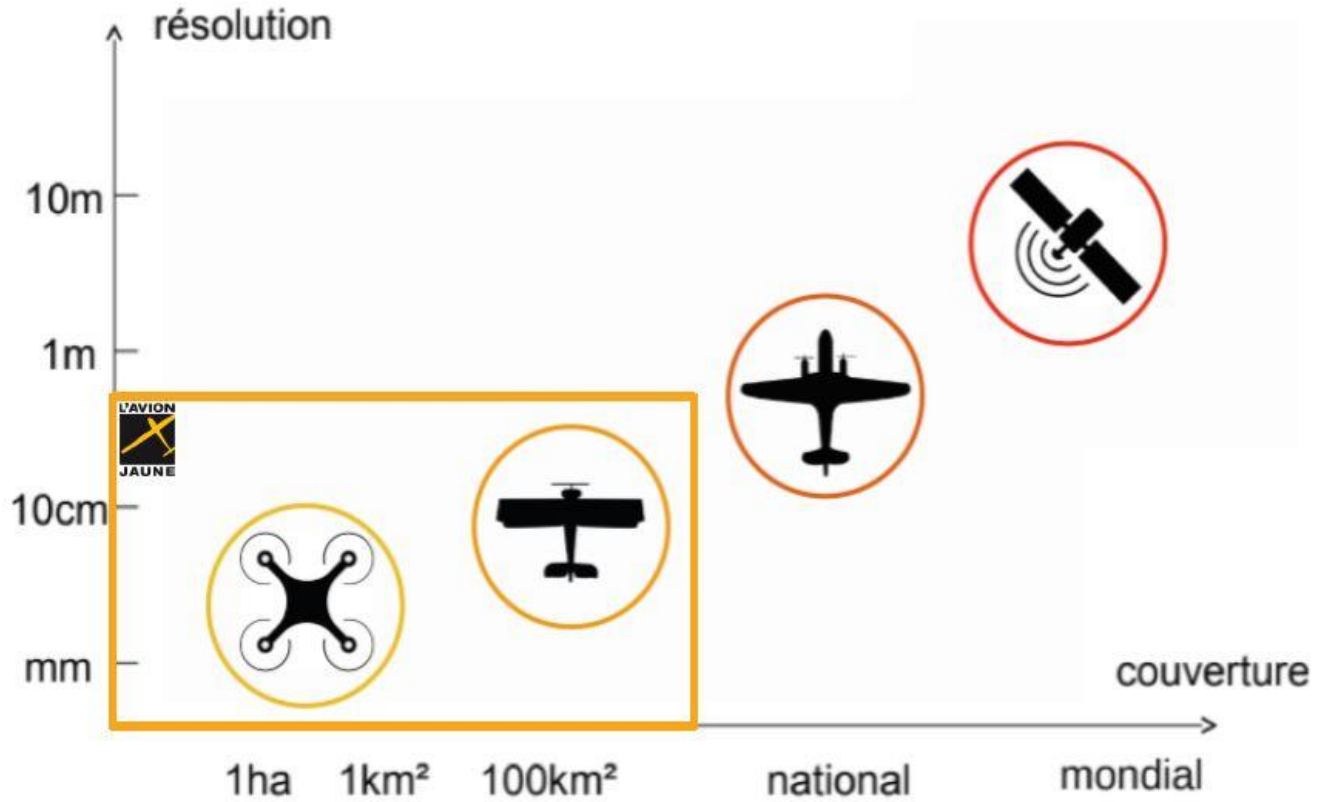 résolution
10m
1m
L'AVION
JAUNE
10cm
mm
couverture
1ha 1km² 100km² national mondial